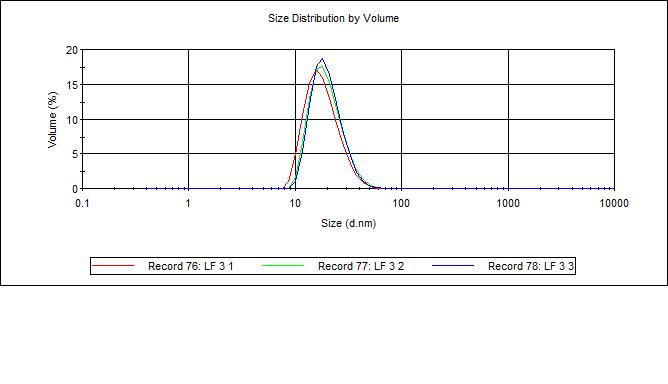 Size Distribution by Volume
Volume (%)
20
15
10
5
0
0.1 1 10 100 1000 10000
Size (d.nm)
Record 76: LF 3 1 Record 77: LF 3 2 Record 78: LF 3 3